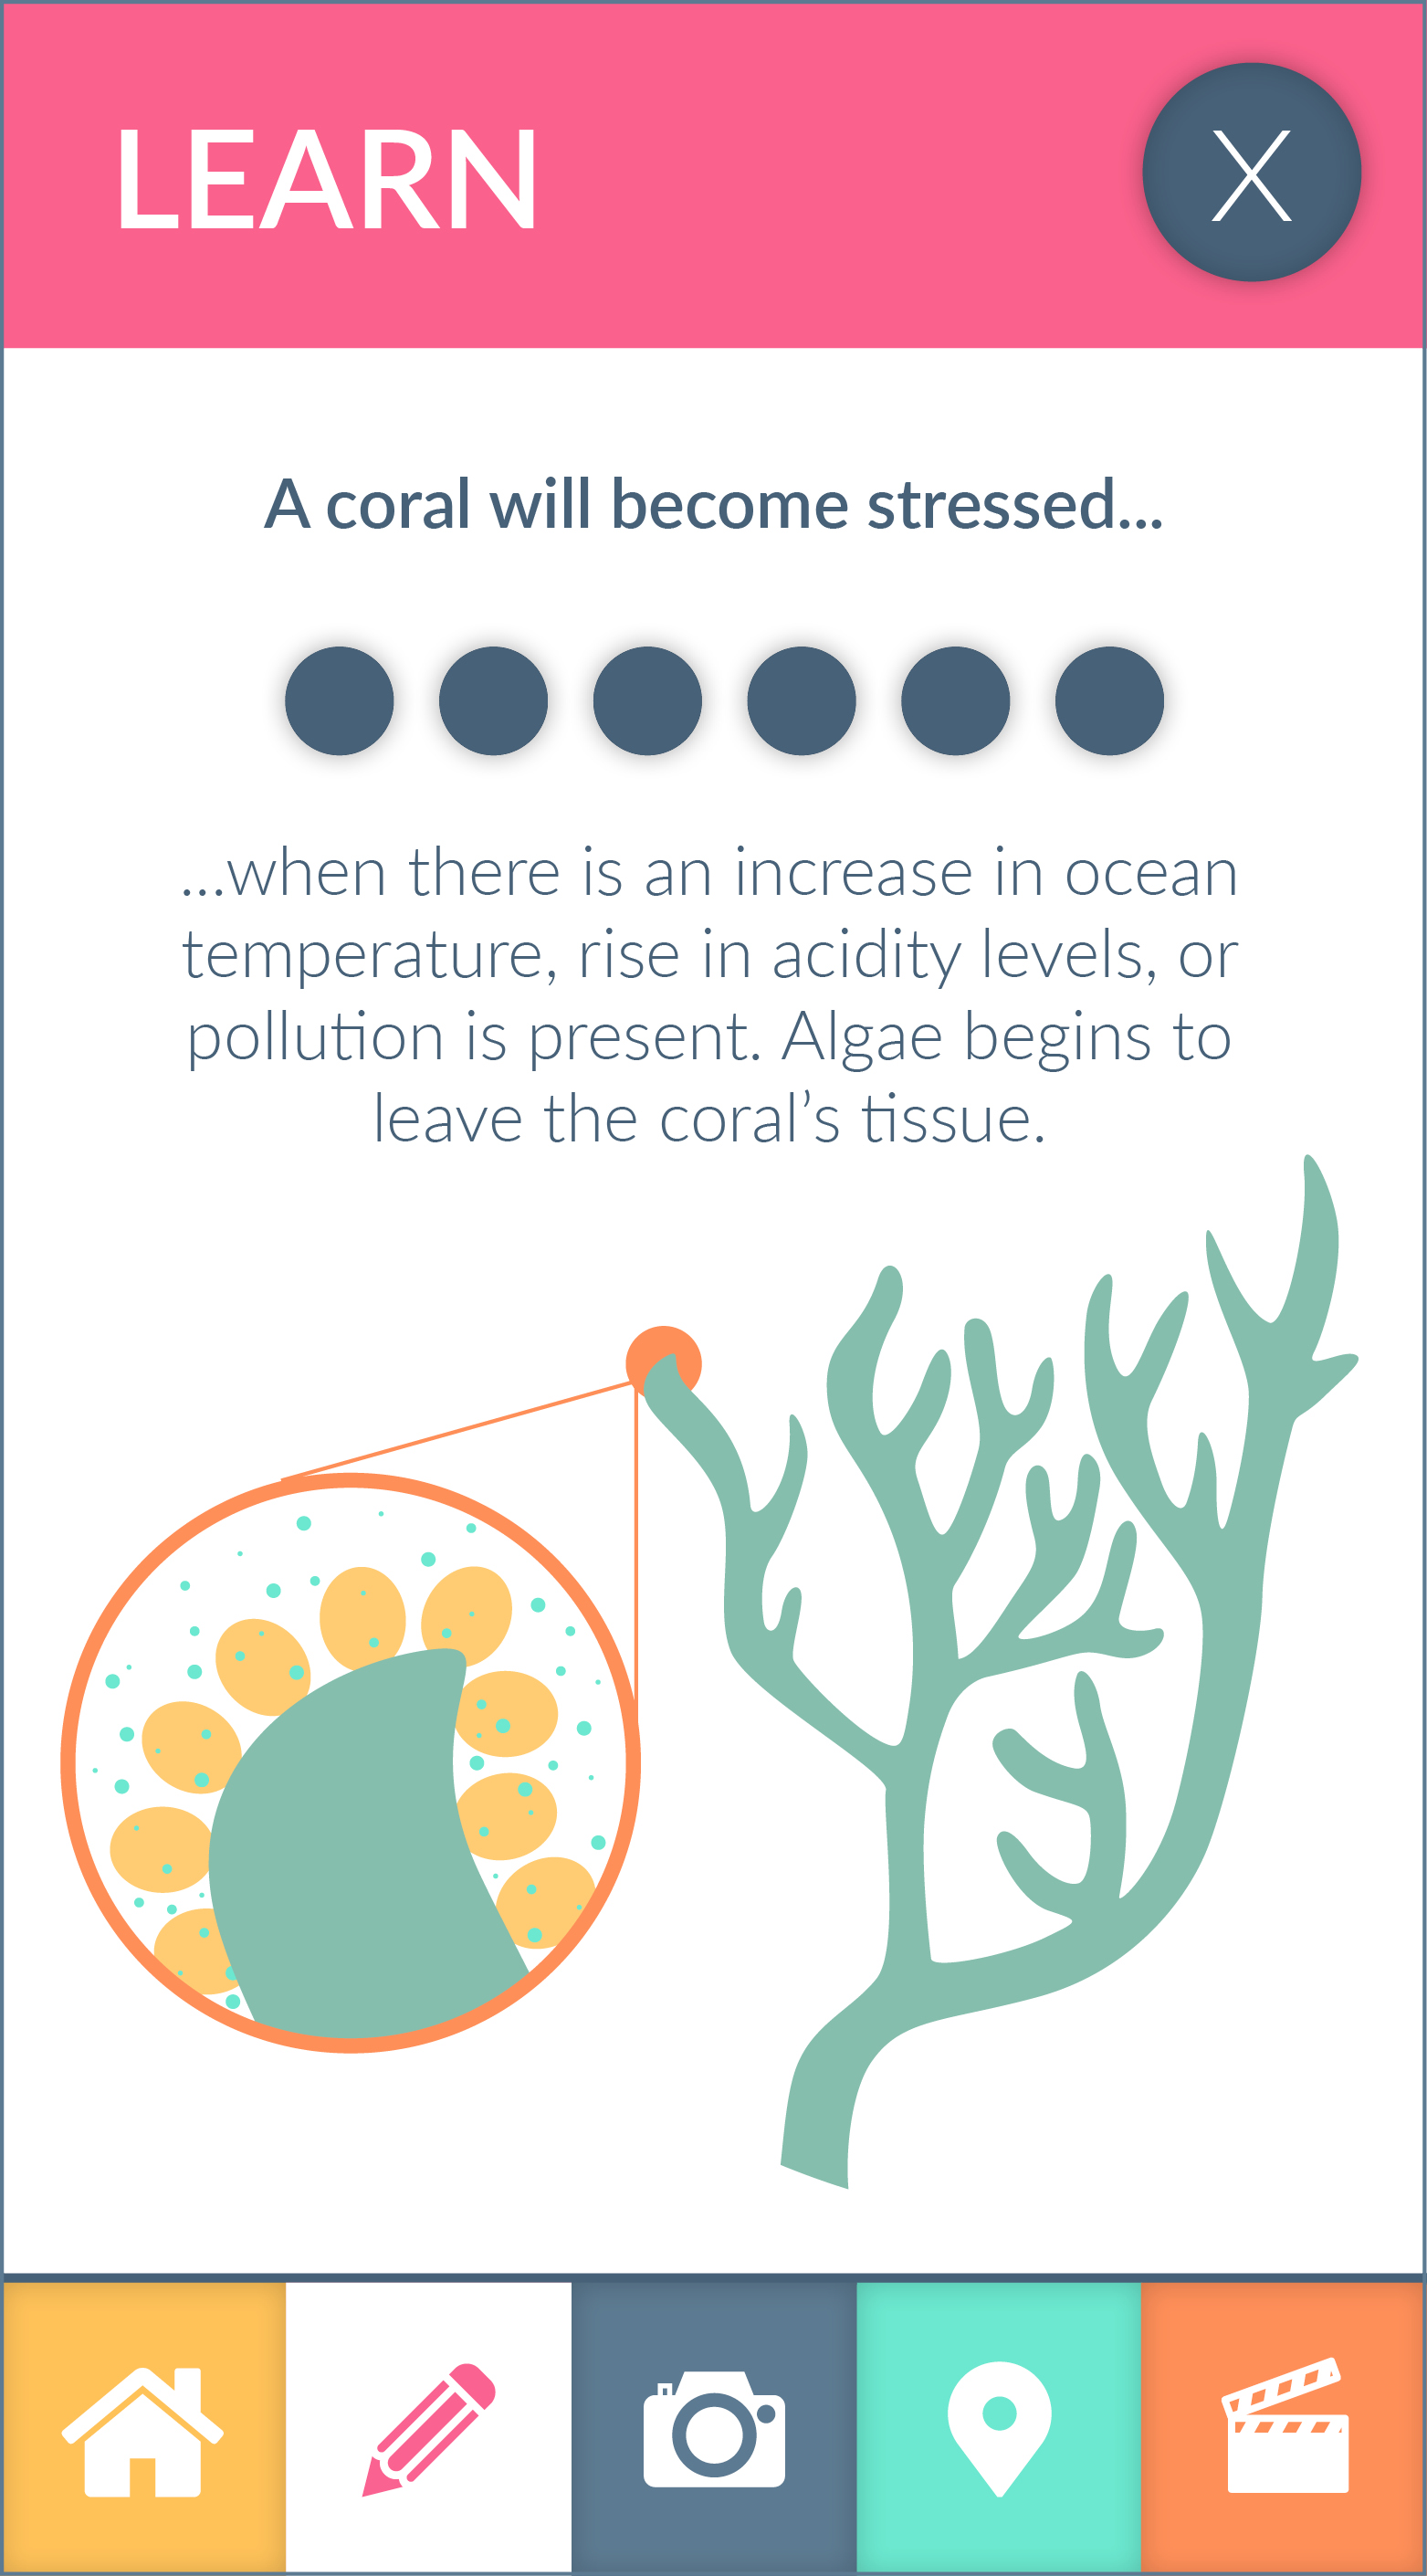 LEARN
X
A coral will become stressed...
...when there is an increase in ocean
temperature, rise in acidity levels, or
pollution is present. Algae begins to
leave the coral’s tissue.